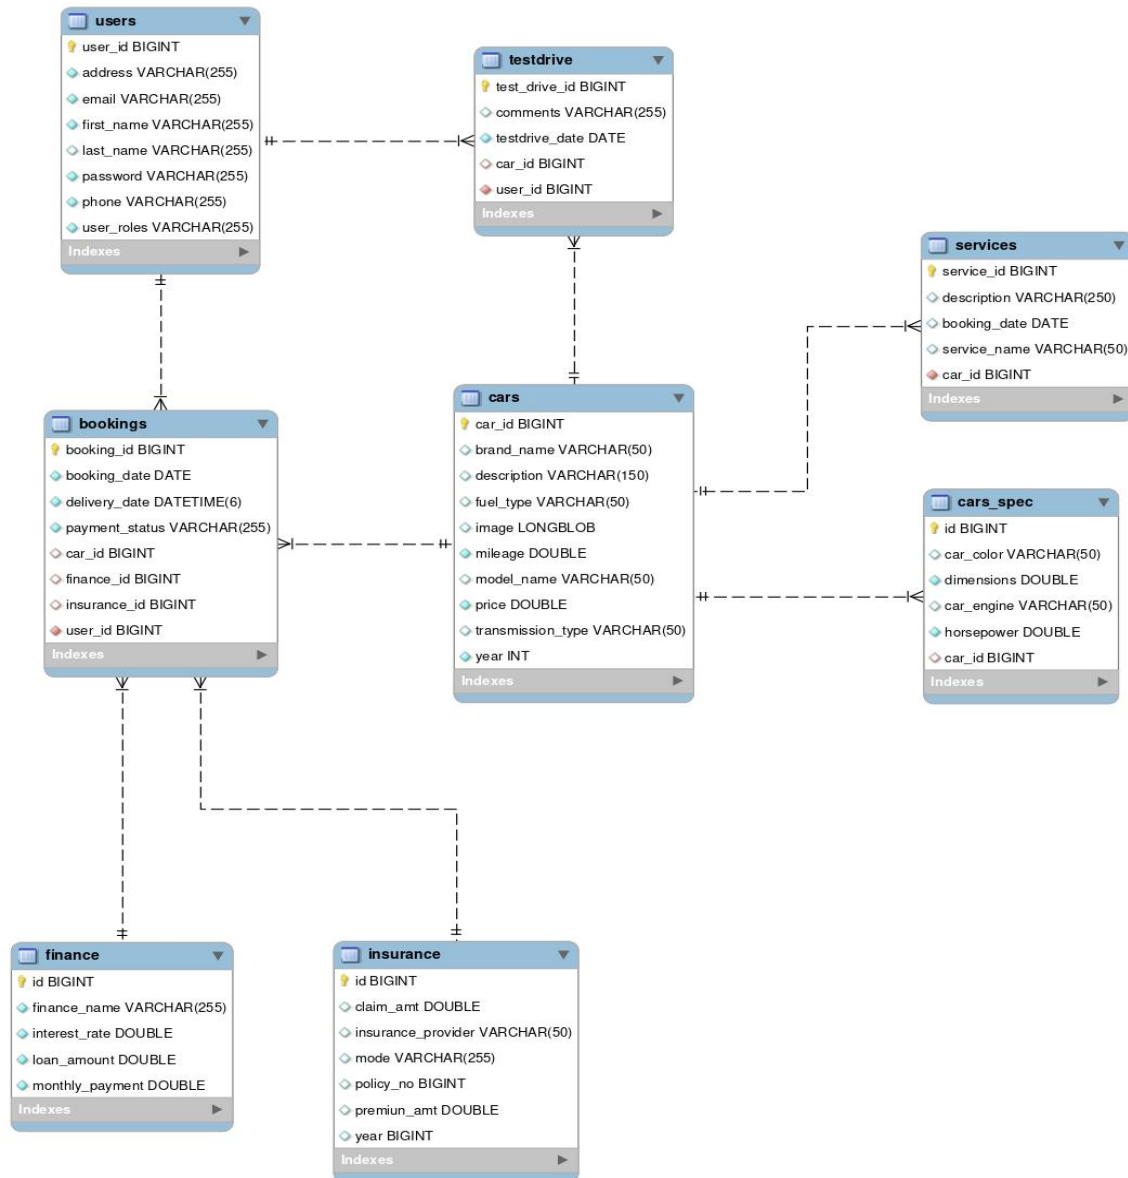 users
user_id BIGINT
address VARCHAR(255)
email VARCHAR(255)
first_name VARCHAR(255)
last_name VARCHAR(255)
password VARCHAR(255)
phone VARCHAR(255)
user_roles VARCHAR(255)
Indexes
testdrive
test_drive_id BIGINT
comments VARCHAR(255)
testdrive_date DATE
car_id BIGINT
user_id BIGINT
Indexes
services
service_id BIGINT
description VARCHAR(250)
booking_date DATE
service_name VARCHAR(50)
car_id BIGINT
Indexes
bookings
booking_id BIGINT
booking_date DATE
delivery_date DATETIME(6)
payment_status VARCHAR(255)
car_id BIGINT
finance_id BIGINT
insurance_id BIGINT
user_id BIGINT
Indexes
cars
car_id BIGINT
brand_name VARCHAR(50)
description VARCHAR(150)
fuel_type VARCHAR(50)
image LONGBLOB
mileage DOUBLE
model_name VARCHAR(50)
price DOUBLE
transmission_type VARCHAR(50)
year INT
Indexes
cars_spec
id BIGINT
car_color VARCHAR(50)
dimensions DOUBLE
car_engine VARCHAR(50)
horsepower DOUBLE
car_id BIGINT
Indexes
finance
id BIGINT
finance_name VARCHAR(255)
interest_rate DOUBLE
loan_amount DOUBLE
monthly_payment DOUBLE
Indexes
insurance
id BIGINT
claim_amt DOUBLE
insurance_provider VARCHAR(50)
mode VARCHAR(255)
policy_no BIGINT
premiun_amt DOUBLE
year BIGINT
Indexes